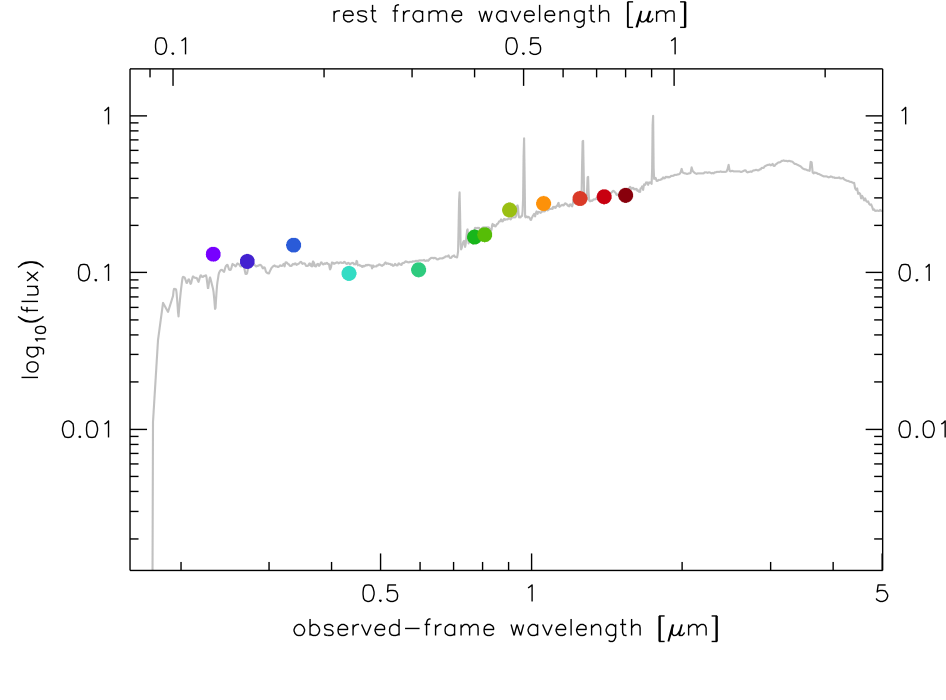 rest frame wavelength [μm]
0.1 0.5 1
1 1
0.1 0.1
log10(flux)
0.01 0.01
0.5 1 5
observed−frame wavelength [μm]